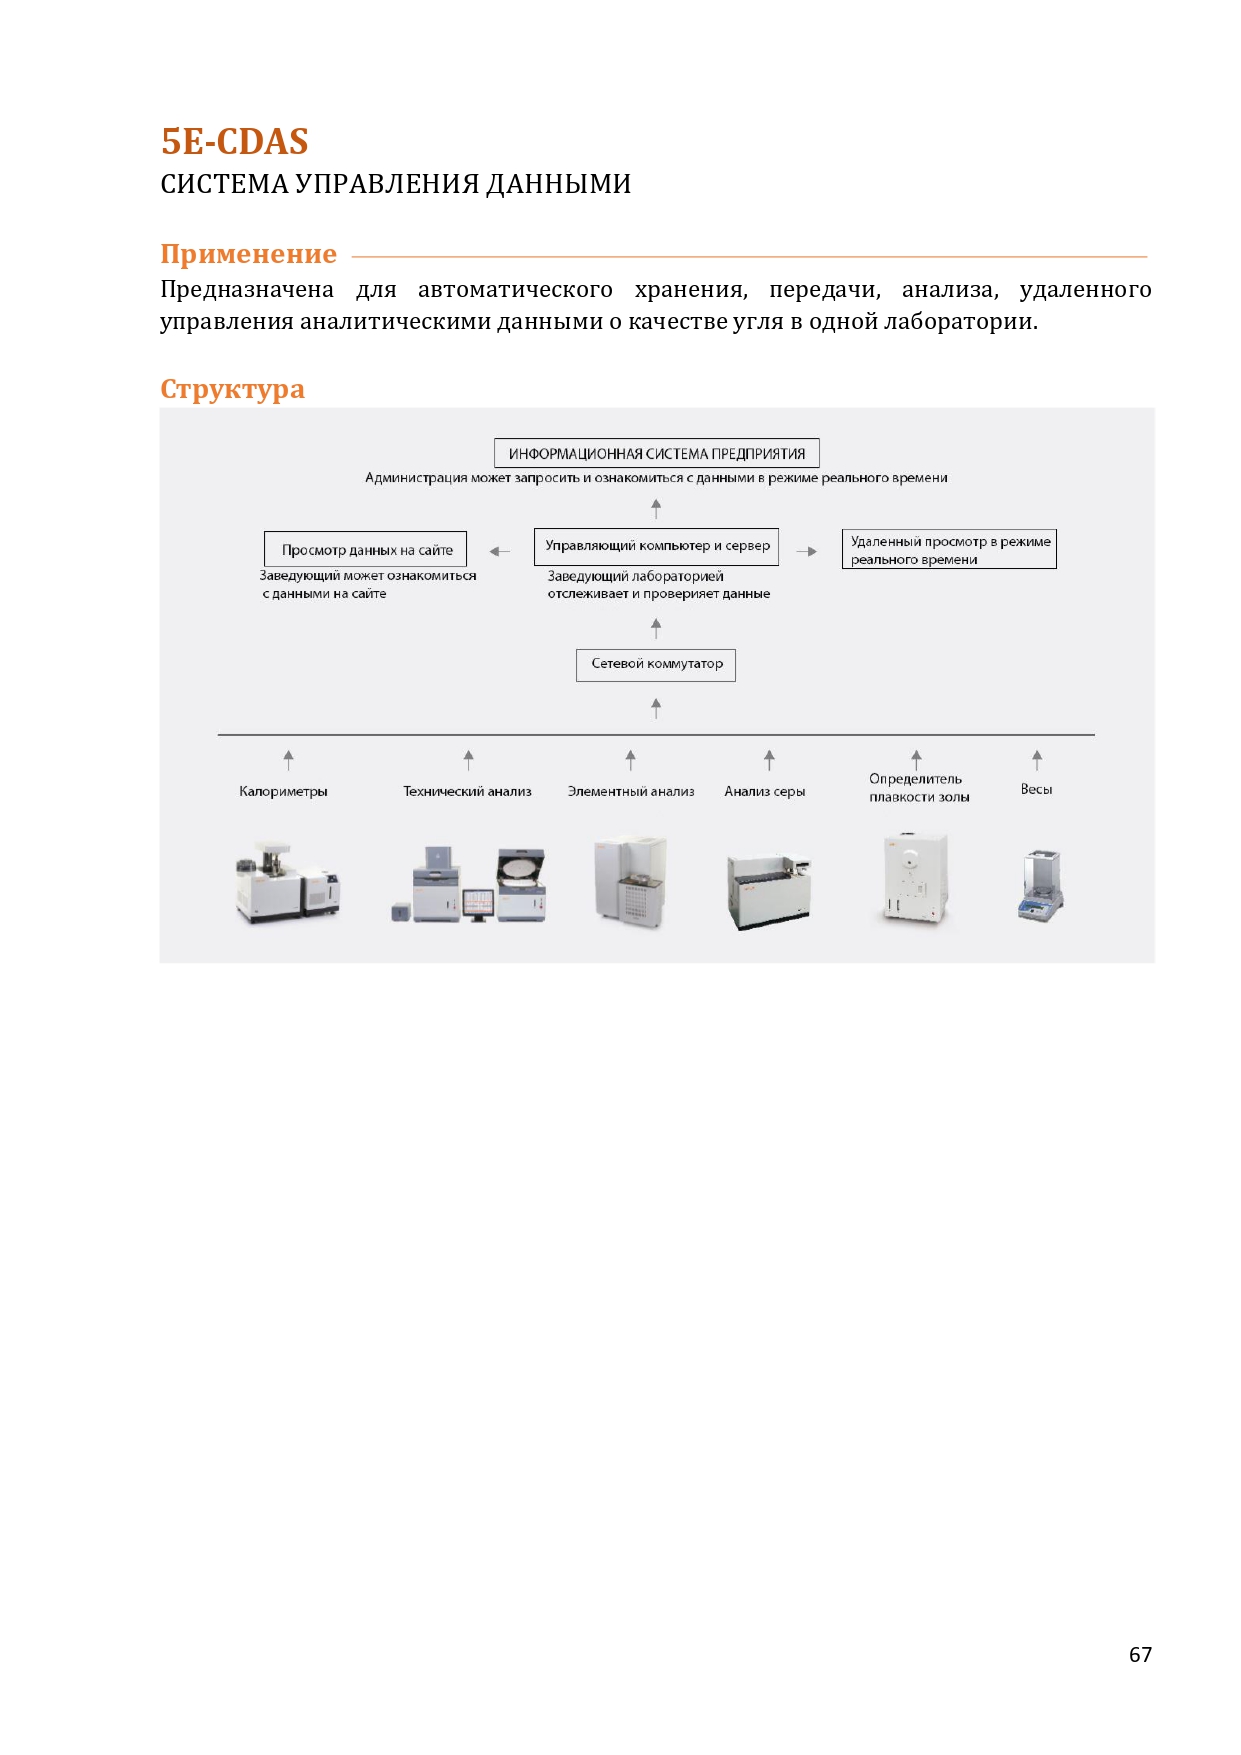 5E-CDAS
СИСТЕМА УПРАВЛЕНИЯ ДАННЫМИ
Применение
Предназначена для автоматического хранения, передачи, анализа, удаленного
управления аналитическими данными о качестве угля в одной лаборатории.
Структура
ИНФОРМАЦИОННАЯ СИСТЕМА ПРЕДПРИЯТИЯ
Администрация может запросить и ознакомиться с данными в режиме реального времени
Просмотр данных на сайте
Заведующий может ознакомиться
с данными на сайте
Управляющий компьютер и сервер
Заведующий лабораторией
отслеживает и проверияет данные
Удаленный просмотр в режиме
реального времени
Сетевой коммутатор
Калориметры
Технический анализ
Элементный анализ
Анализ серы
Определитель
плавкости золы
Весы
67